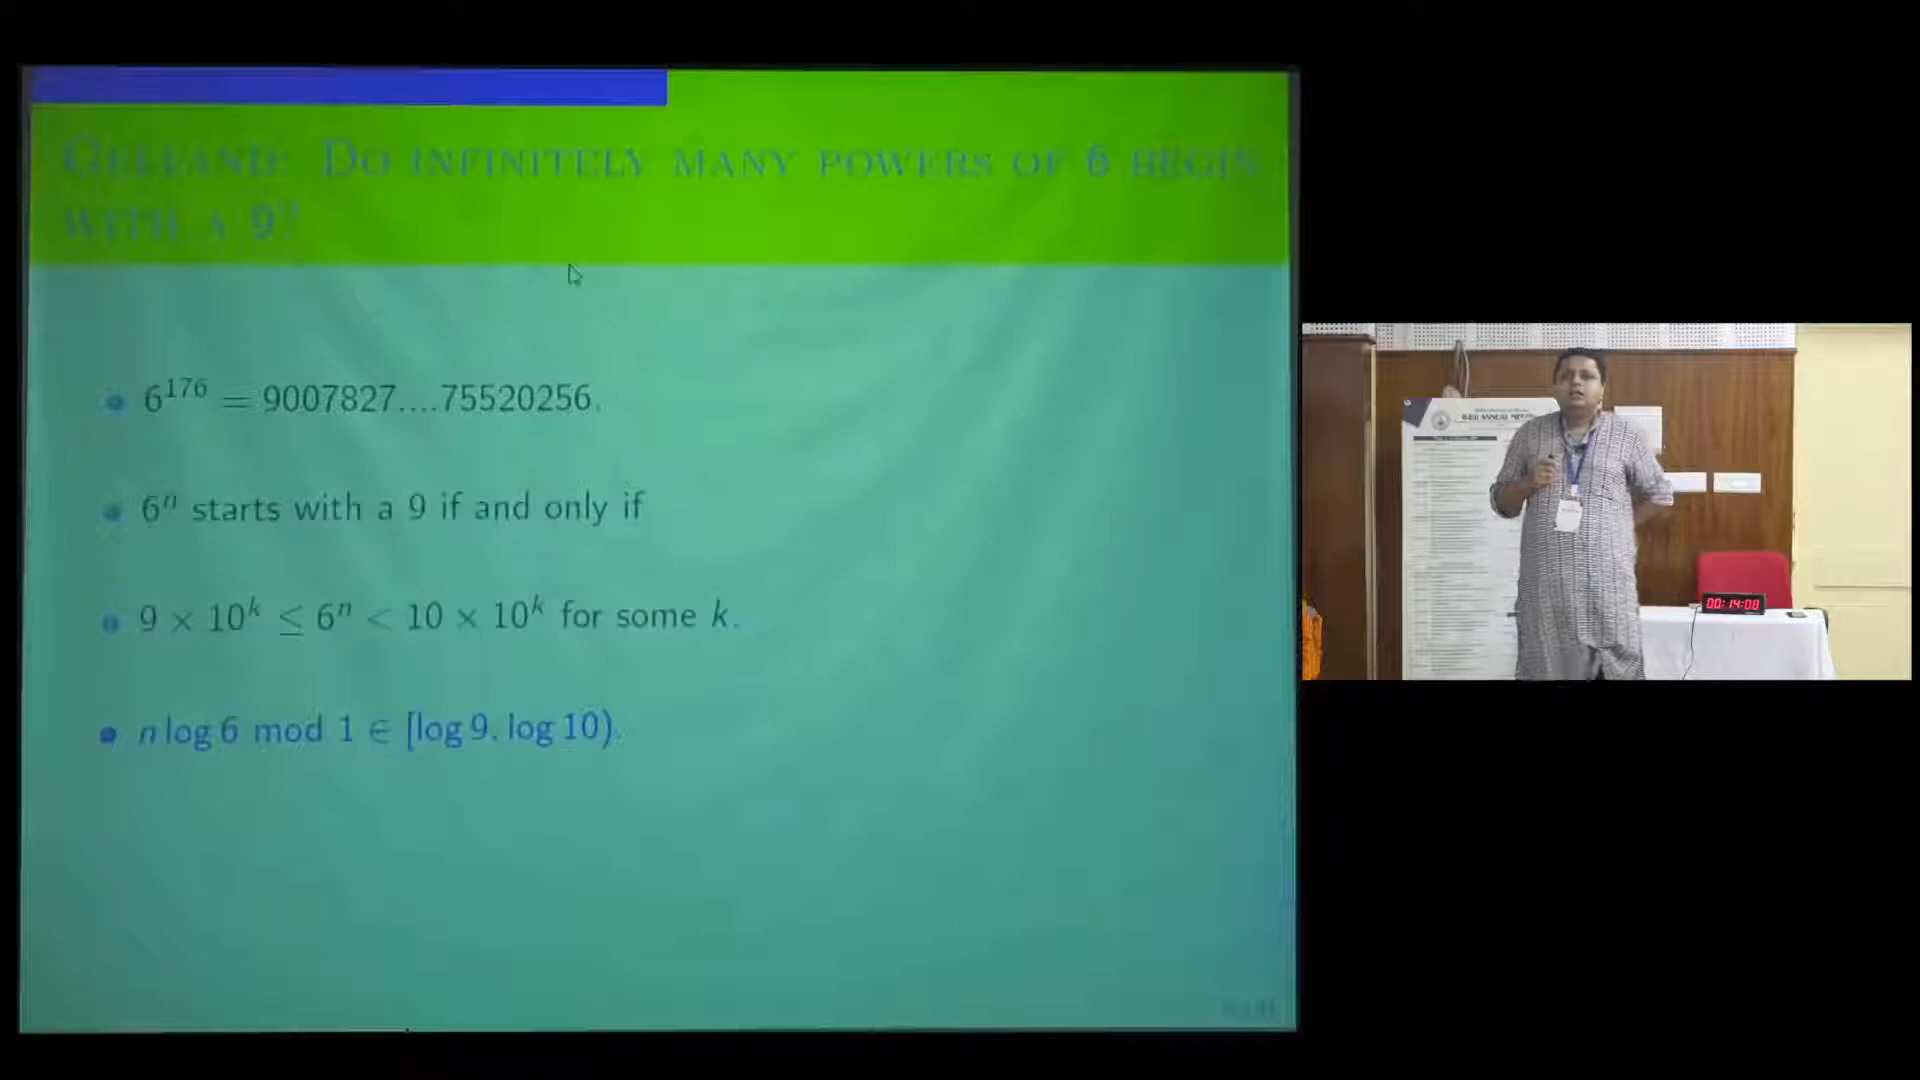 GELFAND: DO INFINITELY MANY POWERS OF 6 BEGIN
WITH A 9?
6^176 = 9007827....75520256.
6^n starts with a 9 if and only if
9 × 10^k ≤ 6^n < 10 × 10^k for some k.
n log 6 mod 1 ∈ [log 9, log 10).
00:14:08